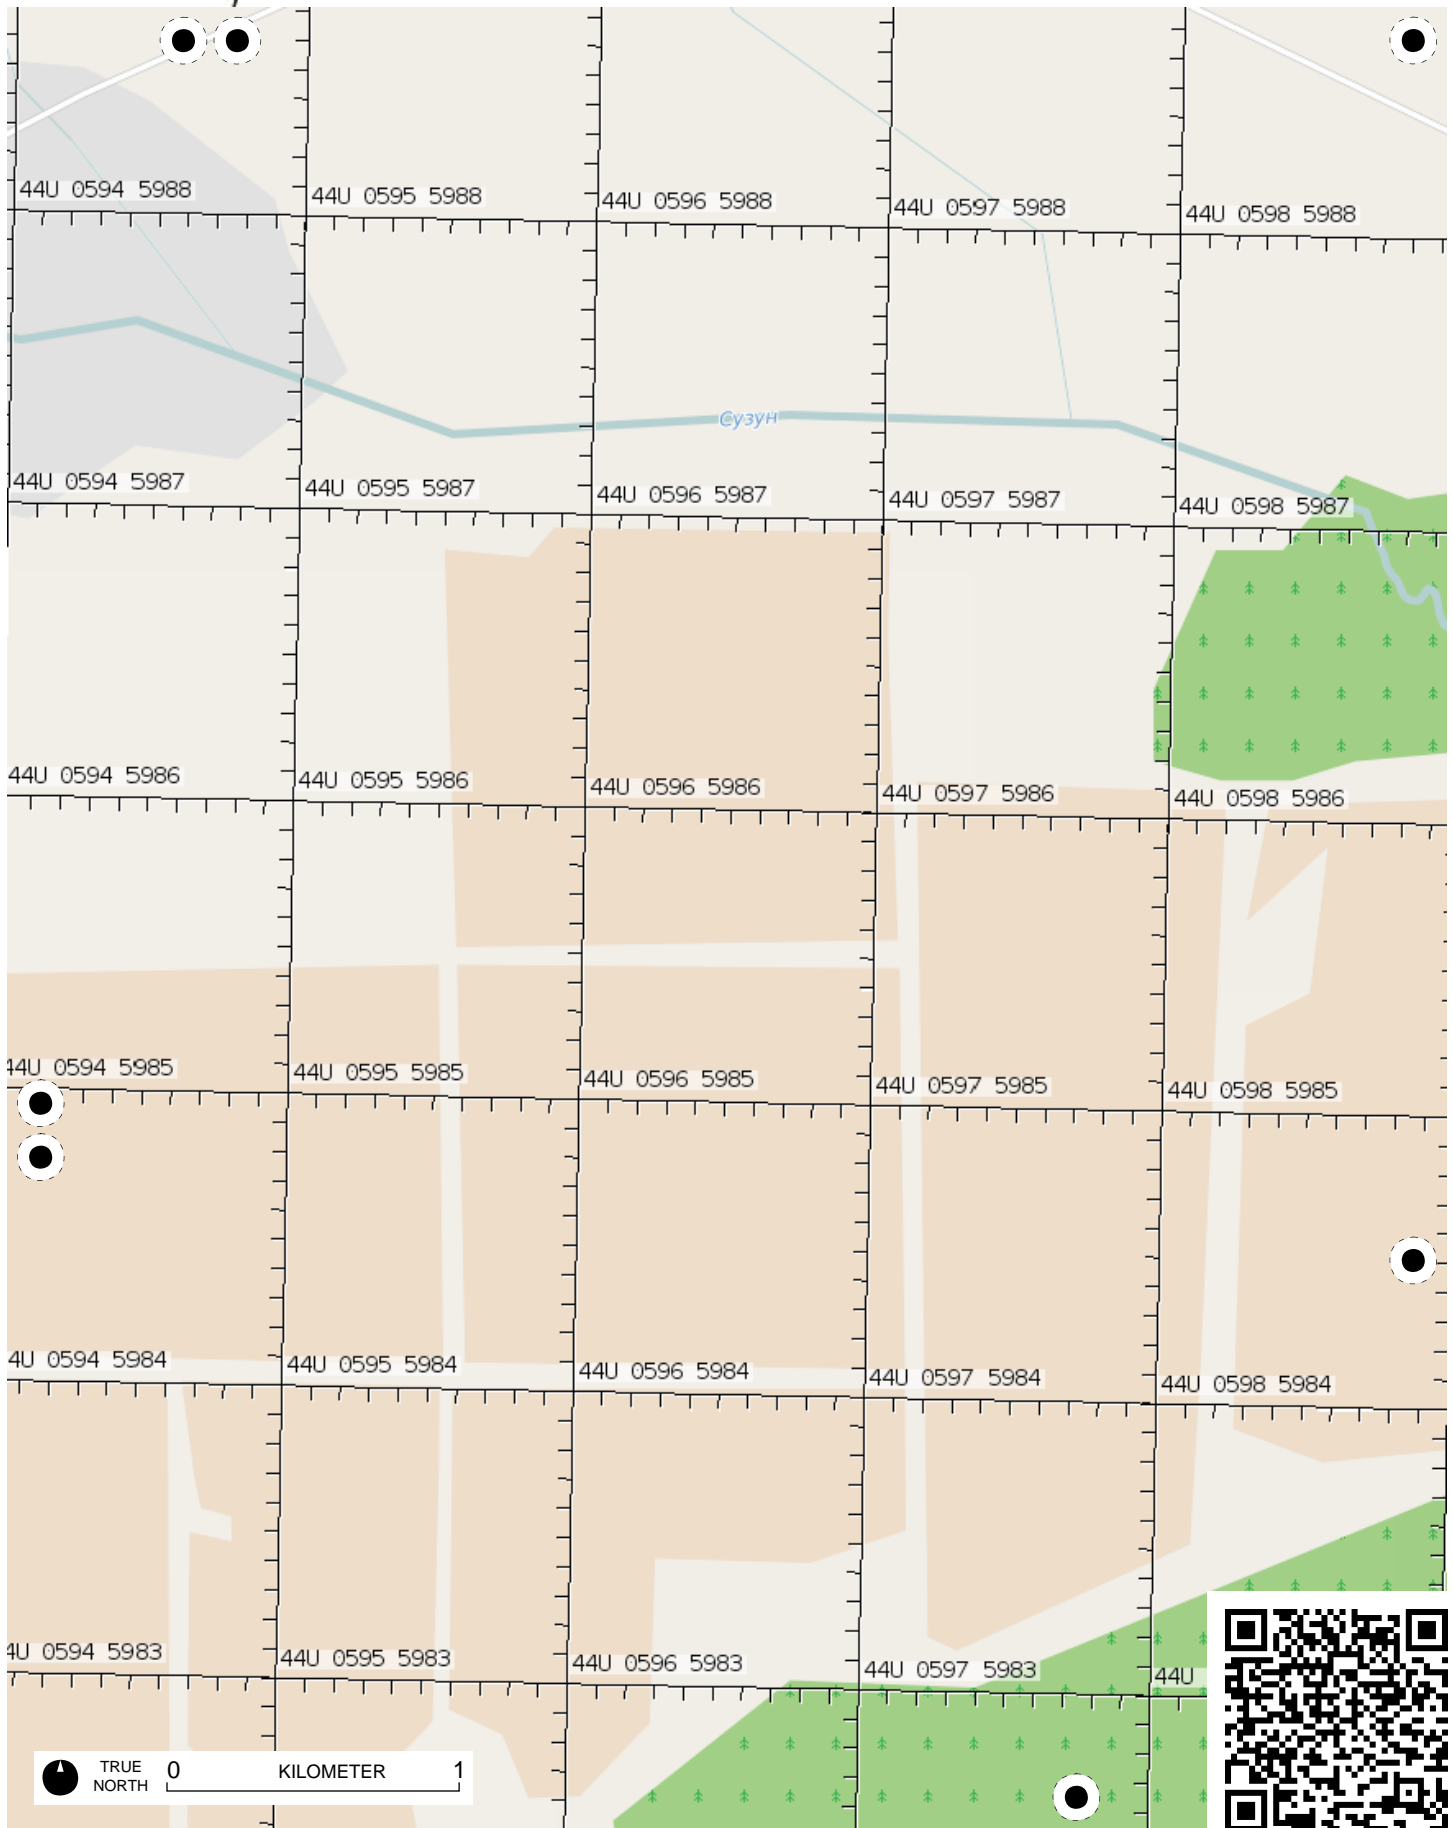 44U 0594 5988
44U 0595 5988
44U 0596 5988
44U 0597 5988
44U 0598 5988
Сузун
44U 0594 5987
44U 0595 5987
44U 0596 5987
44U 0597 5987
44U 0598 5987
44U 0594 5986
44U 0595 5986
44U 0596 5986
44U 0597 5986
44U 0598 5986
44U 0594 5985
44U 0595 5985
44U 0596 5985
44U 0597 5985
44U 0598 5985
4U 0594 5984
44U 0595 5984
44U 0596 5984
44U 0597 5984
44U 0598 5984
4U 0594 5983
44U 0595 5983
44U 0596 5983
44U 0597 5983
44U
TRUE NORTH
0 KILOMETER 1